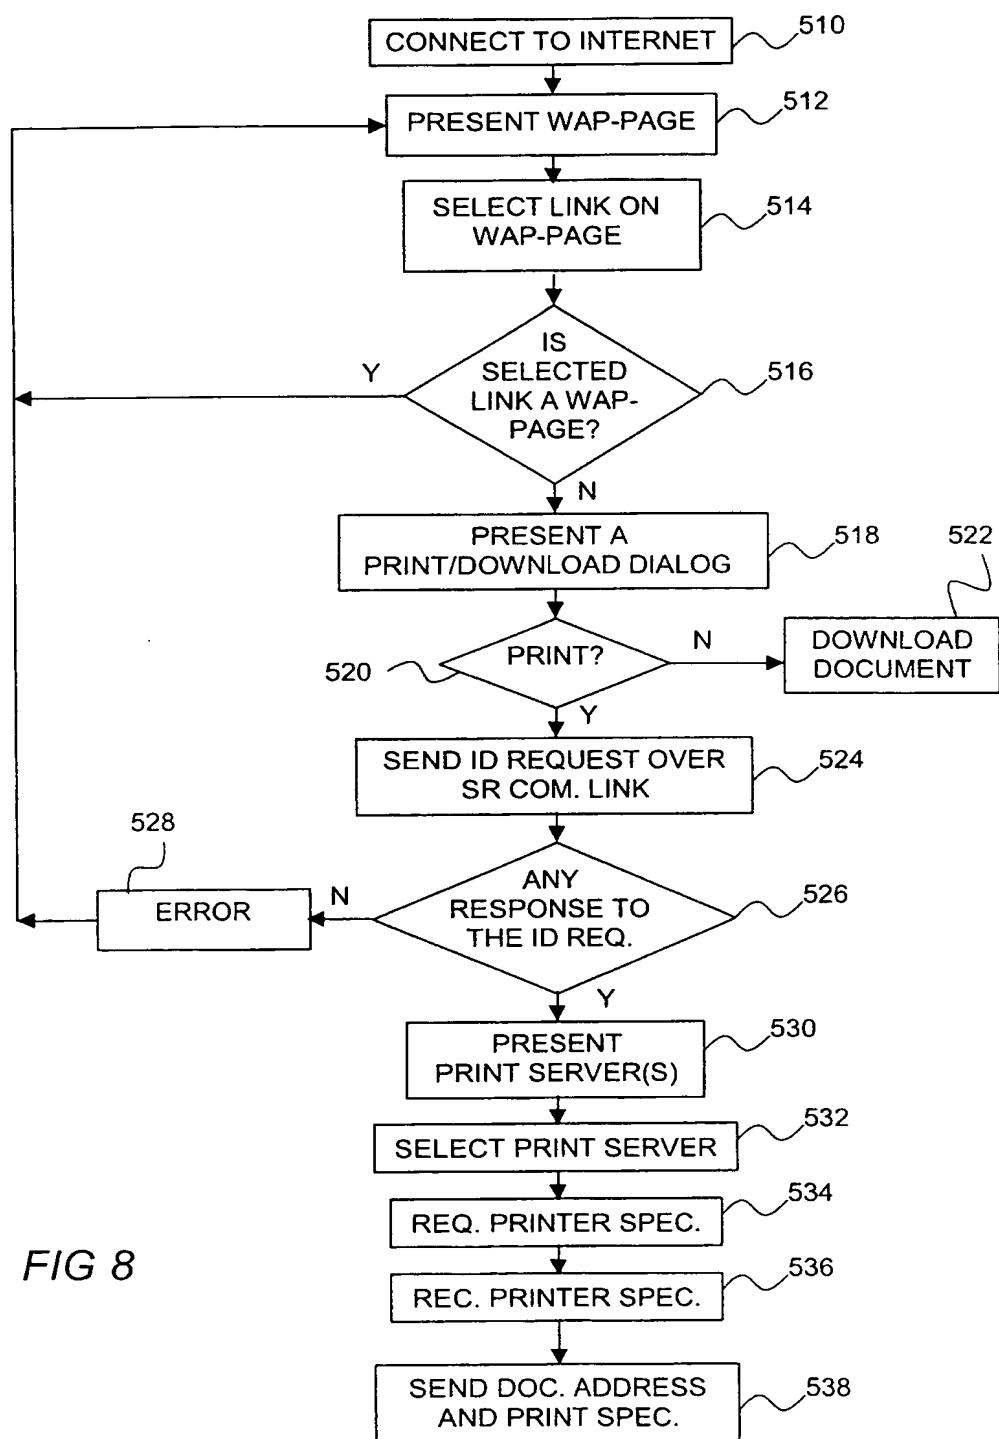 CONNECT TO INTERNET
510
PRESENT WAP-PAGE
512
SELECT LINK ON
WAP-PAGE
514
IS
SELECTED
LINK A WAP-
PAGE?
516
Y
N
PRESENT A
PRINT/DOWNLOAD DIALOG
518
522
PRINT?
520
N
DOWNLOAD
DOCUMENT
Y
SEND ID REQUEST OVER
SR COM. LINK
524
528
ERROR
N
ANY
RESPONSE TO
THE ID REQ.
526
Y
PRESENT
PRINT SERVER(S)
530
SELECT PRINT SERVER
532
REQ. PRINTER SPEC.
534
REC. PRINTER SPEC.
536
FIG 8
SEND DOC. ADDRESS
AND PRINT SPEC.
538